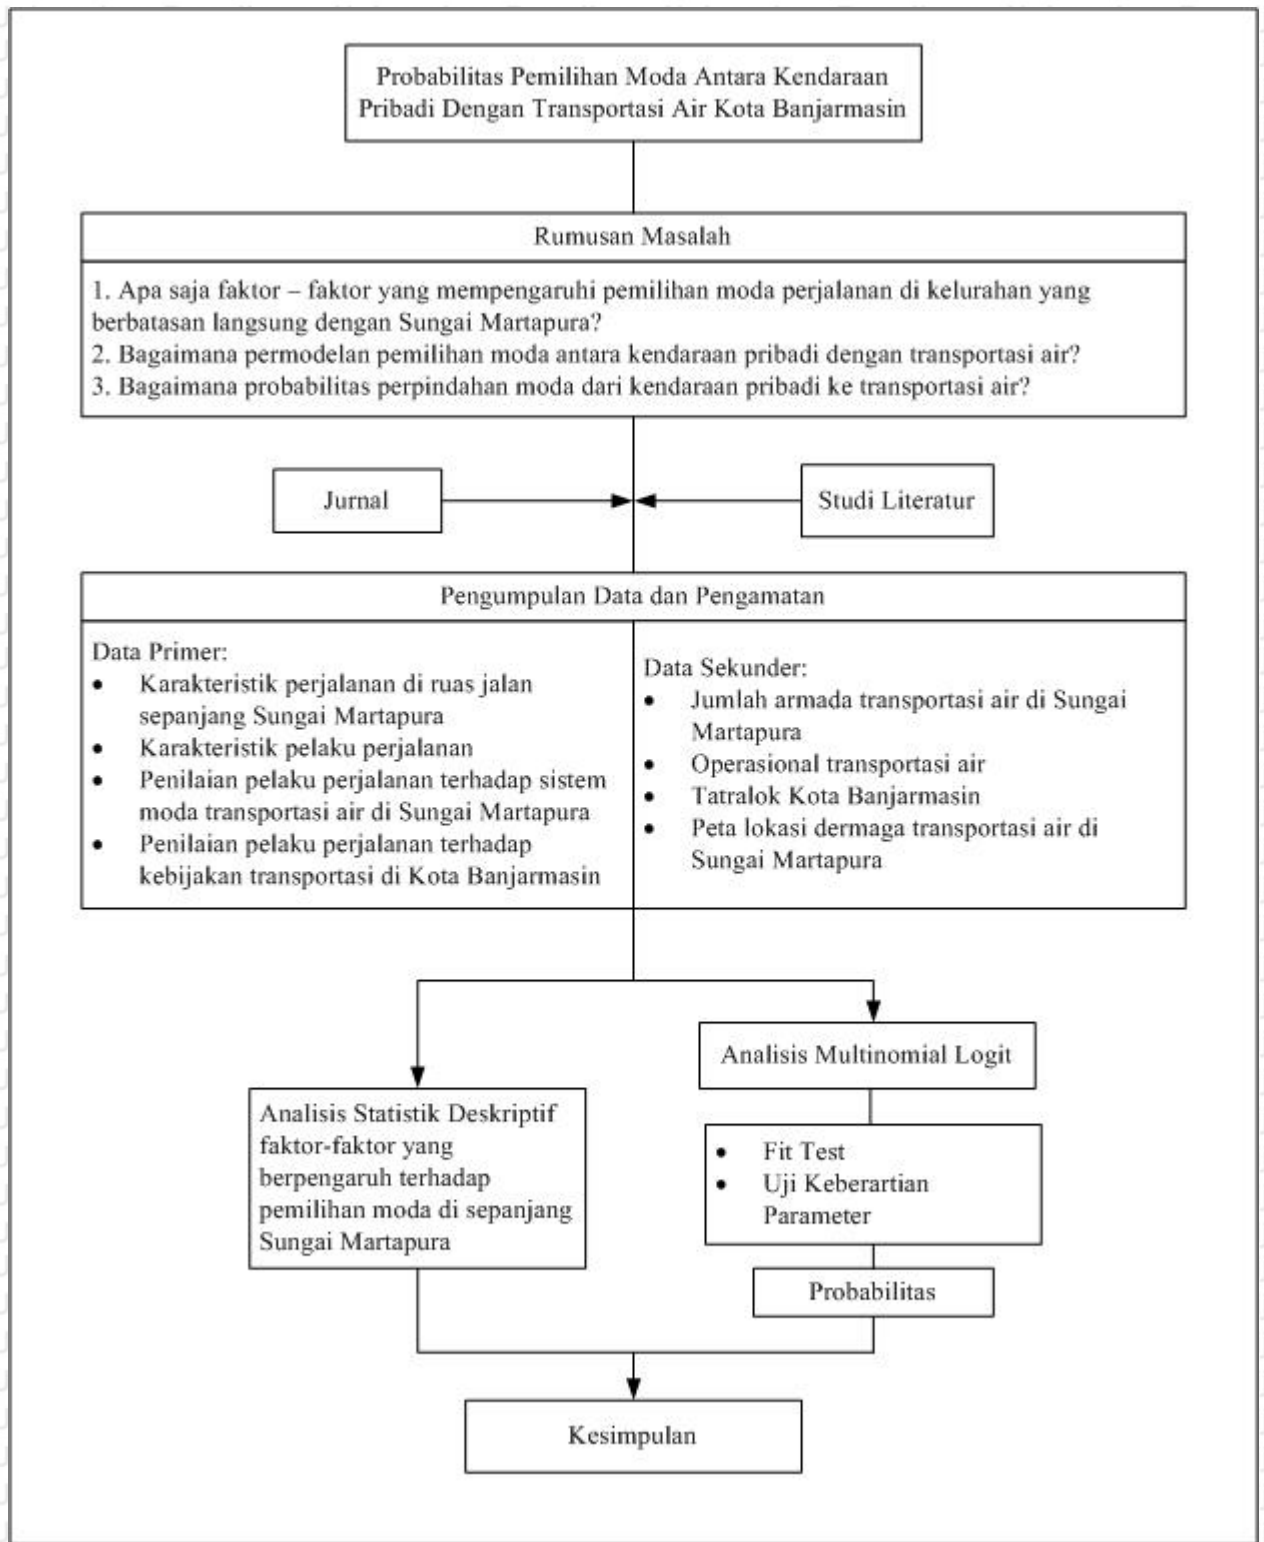 Probabilitas Pemilihan Moda Antara Kendaraan
Pribadi Dengan Transportasi Air Kota Banjarmasin
Rumusan Masalah
1. Apa saja faktor – faktor yang mempengaruhi pemilihan moda perjalanan di kelurahan yang
berbatasan langsung dengan Sungai Martapura?
2. Bagaimana permodelan pemilihan moda antara kendaraan pribadi dengan transportasi air?
3. Bagaimana probabilitas perpindahan moda dari kendaraan pribadi ke transportasi air?
Jurnal
Studi Literatur
Pengumpulan Data dan Pengamatan
Data Primer:
• Karakteristik perjalanan di ruas jalan
sepanjang Sungai Martapura
• Karakteristik pelaku perjalanan
• Penilaian pelaku perjalanan terhadap sistem
moda transportasi air di Sungai Martapura
• Penilaian pelaku perjalanan terhadap
kebijakan transportasi di Kota Banjarmasin
Data Sekunder:
• Jumlah armada transportasi air di Sungai
Martapura
• Operasional transportasi air
• Tatralok Kota Banjarmasin
• Peta lokasi dermaga transportasi air di
Sungai Martapura
Analisis Statistik Deskriptif
faktor-faktor yang
berpengaruh terhadap
pemilihan moda di sepanjang
Sungai Martapura
Analisis Multinomial Logit
• Fit Test
• Uji Keberartian
Parameter
Probabilitas
Kesimpulan